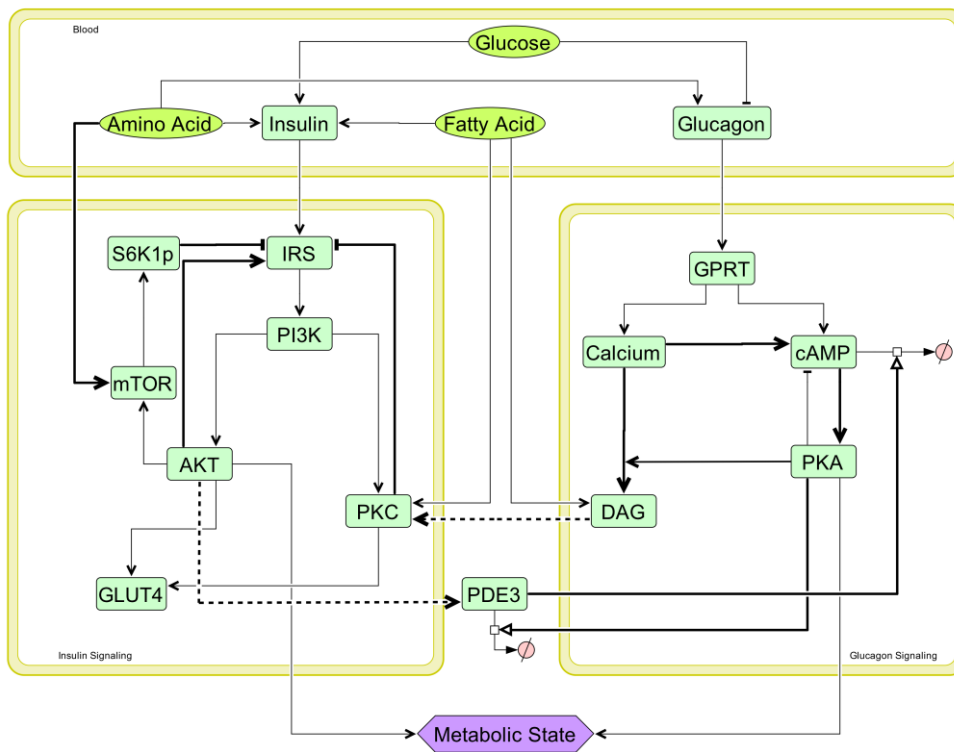 Blood
Glucose
Amino Acid
Insulin
Fatty Acid
Glucagon
S6K1p
IRS
GPRT
PI3K
Calcium
cAMP
mTOR
AKT
PKA
PKC
DAG
GLUT4
PDE3
Insulin Signaling
Glucagon Signaling
Metabolic State